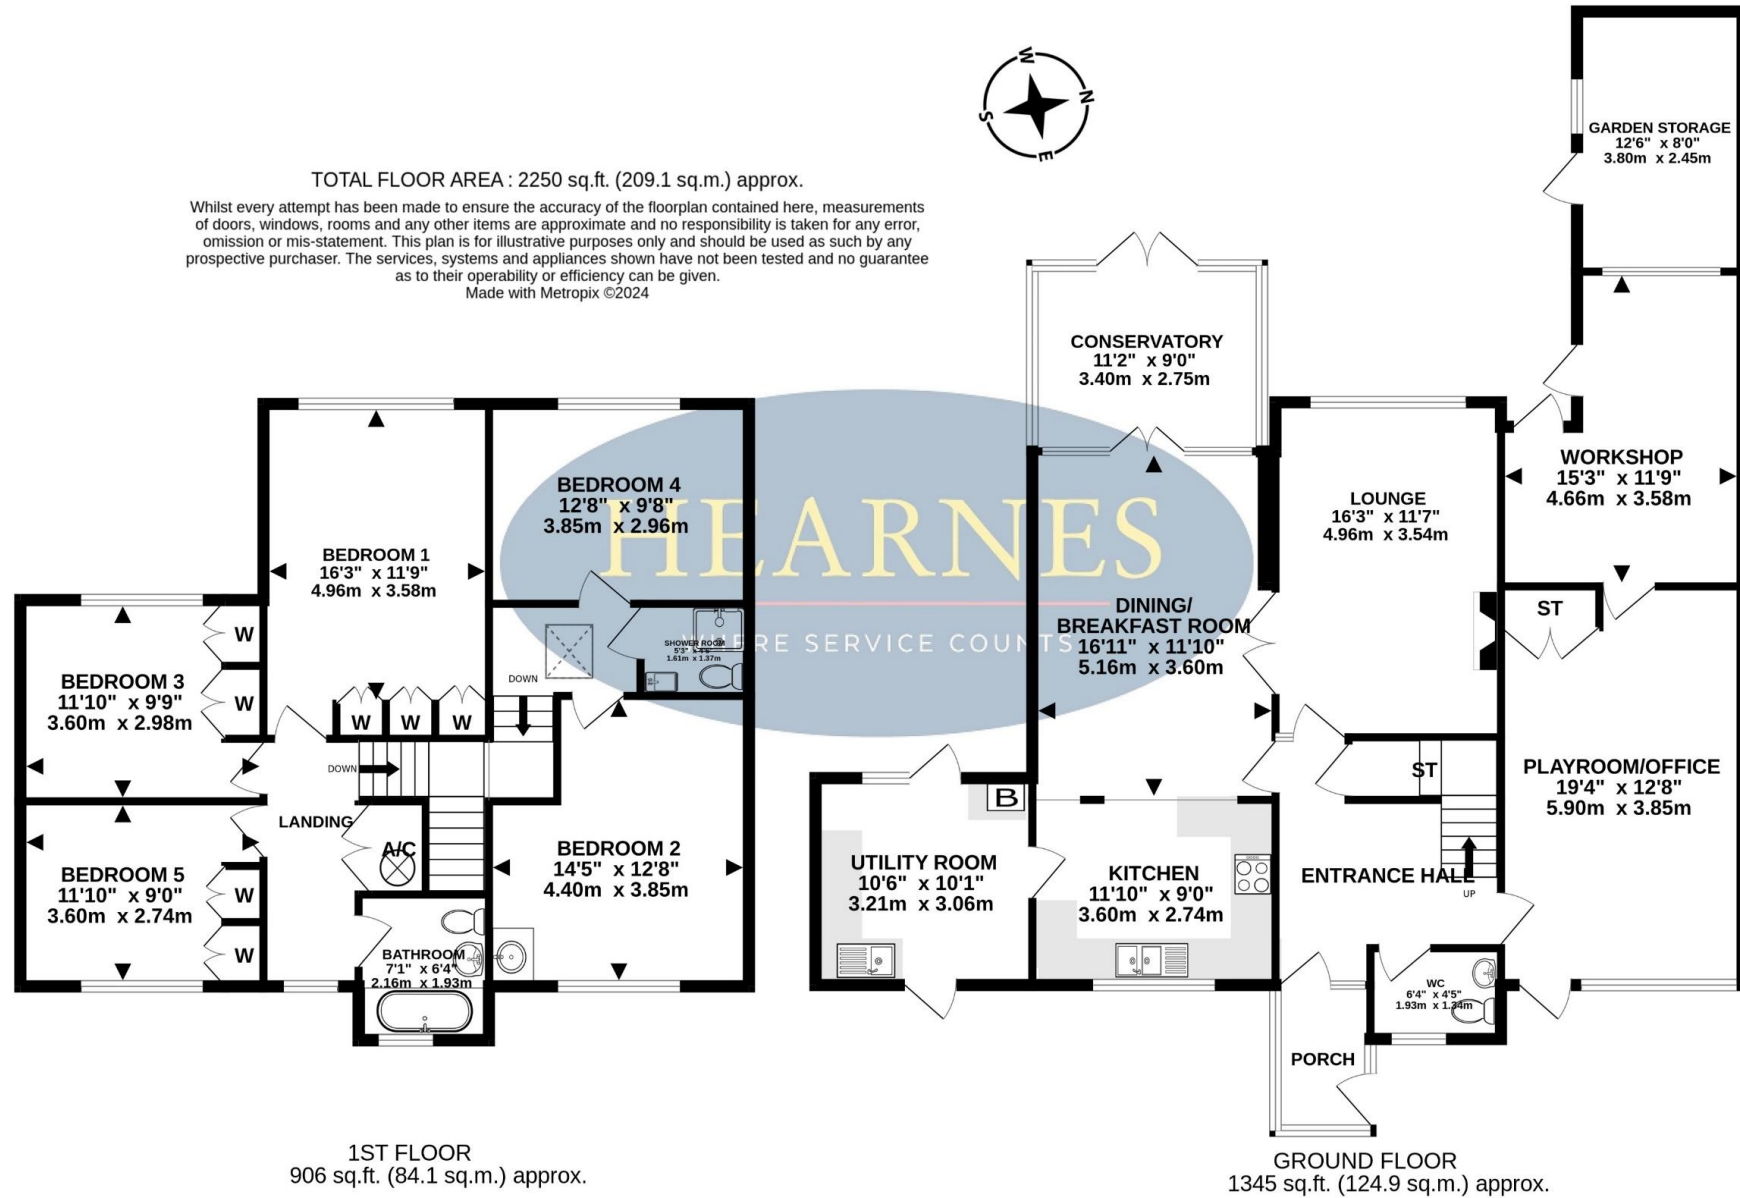 W
N
S
E
TOTAL FLOOR AREA : 2250 sq.ft. (209.1 sq.m.) approx.
Whilst every attempt has been made to ensure the accuracy of the floorplan contained here, measurements
of doors, windows, rooms and any other items are approximate and no responsibility is taken for any error,
omission or mis-statement. This plan is for illustrative purposes only and should be used as such by any
prospective purchaser. The services, systems and appliances shown have not been tested and no guarantee
as to their operability or efficiency can be given.
Made with Metropix ©2024
HEARNES
WHERE SERVICE COUNTS
BEDROOM 1
16'3" x 11'9"
4.96m x 3.58m
BEDROOM 4
12'8" x 9'8"
3.85m x 2.96m
BEDROOM 3
11'10" x 9'9"
3.60m x 2.98m
W
W
W
W
W
DOWN
SHOWER ROOM
5'3" x 4'6"
1.61m x 1.37m
DOWN
LANDING
A/C
BEDROOM 5
11'10" x 9'0"
3.60m x 2.74m
W
W
BATHROOM
7'1" x 6'4"
2.16m x 1.93m
BEDROOM 2
14'5" x 12'8"
4.40m x 3.85m
1ST FLOOR
906 sq.ft. (84.1 sq.m.) approx.
GARDEN STORAGE
12'6" x 8'0"
3.80m x 2.45m
CONSERVATORY
11'2" x 9'0"
3.40m x 2.75m
WORKSHOP
15'3" x 11'9"
4.66m x 3.58m
LOUNGE
16'3" x 11'7"
4.96m x 3.54m
DINING/
BREAKFAST ROOM
16'11" x 11'10"
5.16m x 3.60m
ST
ST
PLAYROOM/OFFICE
19'4" x 12'8"
5.90m x 3.85m
B
UTILITY ROOM
10'6" x 10'1"
3.21m x 3.06m
KITCHEN
11'10" x 9'0"
3.60m x 2.74m
ENTRANCE HALL
UP
WC
6'4" x 4'5"
1.93m x 1.34m
PORCH
GROUND FLOOR
1345 sq.ft. (124.9 sq.m.) approx.